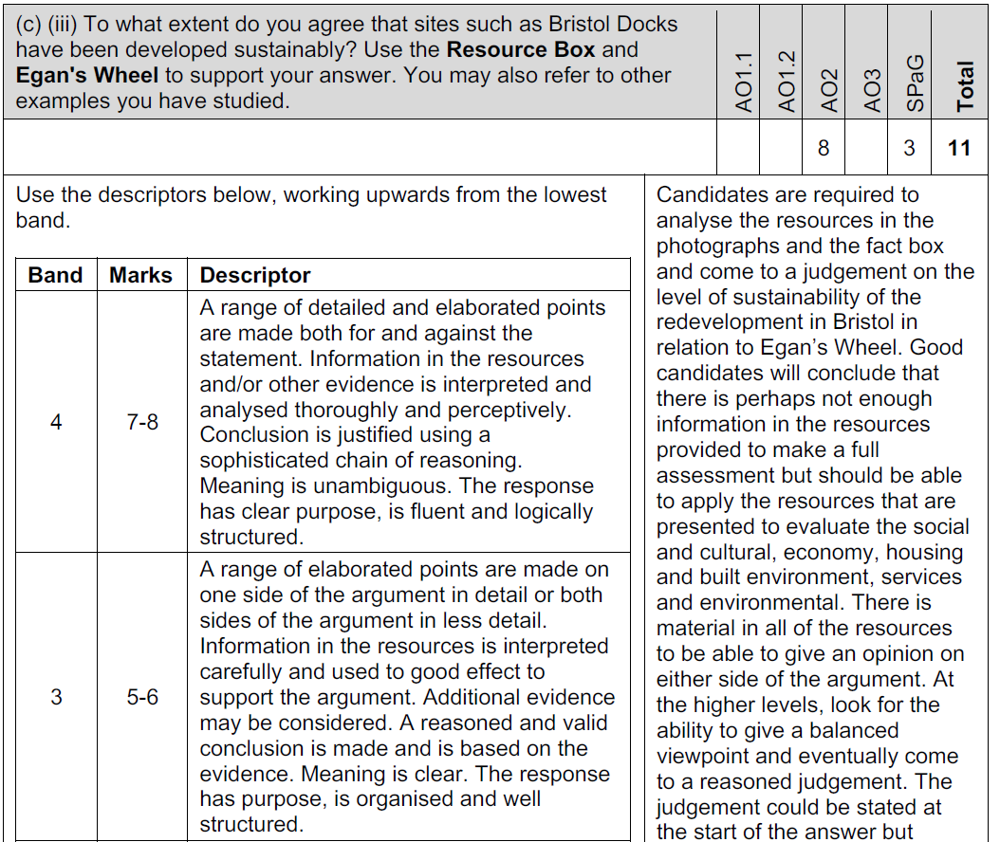 (c) (iii) To what extent do you agree that sites such as Bristol Docks
have been developed sustainably? Use the Resource Box and
Egan's Wheel to support your answer. You may also refer to other
examples you have studied.
AO1.1
AO1.2
AO2
AO3
SPaG
Total
8
3
11
Use the descriptors below, working upwards from the lowest
band.
Band
Marks
Descriptor
4
7-8
A range of detailed and elaborated points
are made both for and against the
statement. Information in the resources
and/or other evidence is interpreted and
analysed thoroughly and perceptively.
Conclusion is justified using a
sophisticated chain of reasoning.
Meaning is unambiguous. The response
has clear purpose, is fluent and logically
structured.
3
5-6
A range of elaborated points are made on
one side of the argument in detail or both
sides of the argument in less detail.
Information in the resources is interpreted
carefully and used to good effect to
support the argument. Additional evidence
may be considered. A reasoned and valid
conclusion is made and is based on the
evidence. Meaning is clear. The response
has purpose, is organised and well
structured.
Candidates are required to
analyse the resources in the
photographs and the fact box
and come to a judgement on the
level of sustainability of the
redevelopment in Bristol in
relation to Egan’s Wheel. Good
candidates will conclude that
there is perhaps not enough
information in the resources
provided to make a full
assessment but should be able
to apply the resources that are
presented to evaluate the social
and cultural, economy, housing
and built environment, services
and environmental. There is
material in all of the resources
to be able to give an opinion on
either side of the argument. At
the higher levels, look for the
ability to give a balanced
viewpoint and eventually come
to a reasoned judgement. The
judgement could be stated at
the start of the answer but